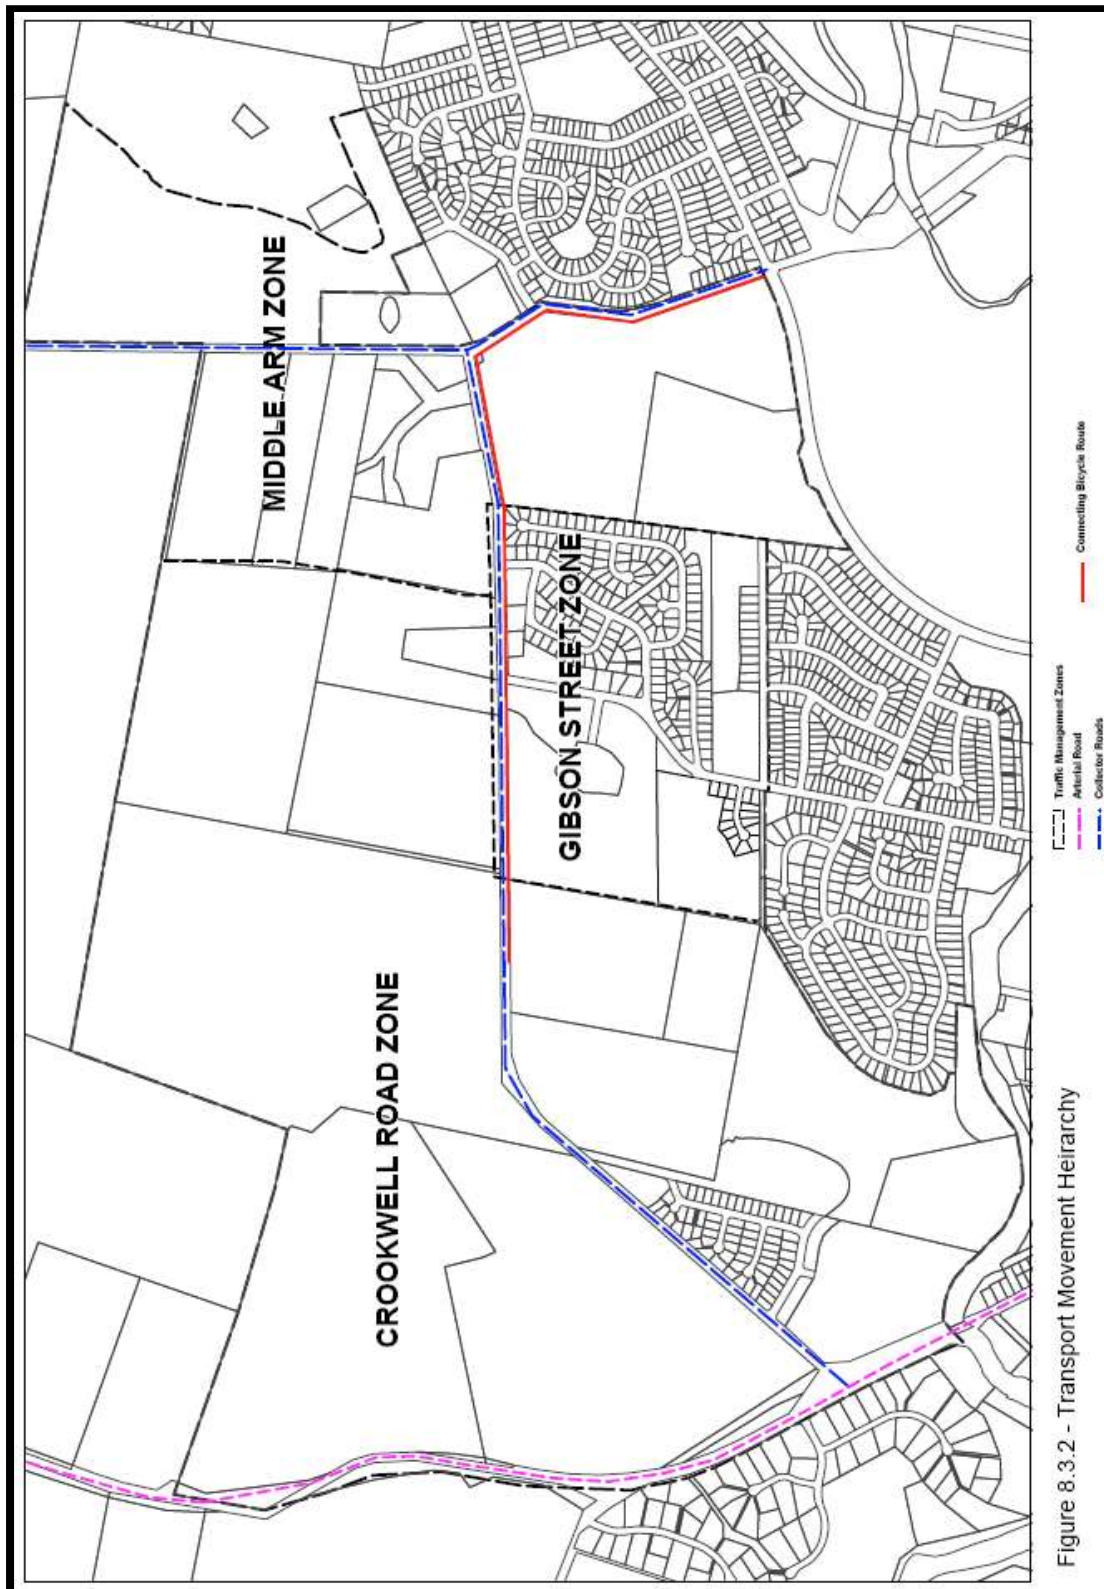 MIDDLE ARM ZONE
GIBSON STREET ZONE
CROOKWELL ROAD ZONE
Traffic Management Zones
Arterial Road
Collector Roads
Connecting Bicycle Route
Figure 8.3.2 - Transport Movement Heirarchy